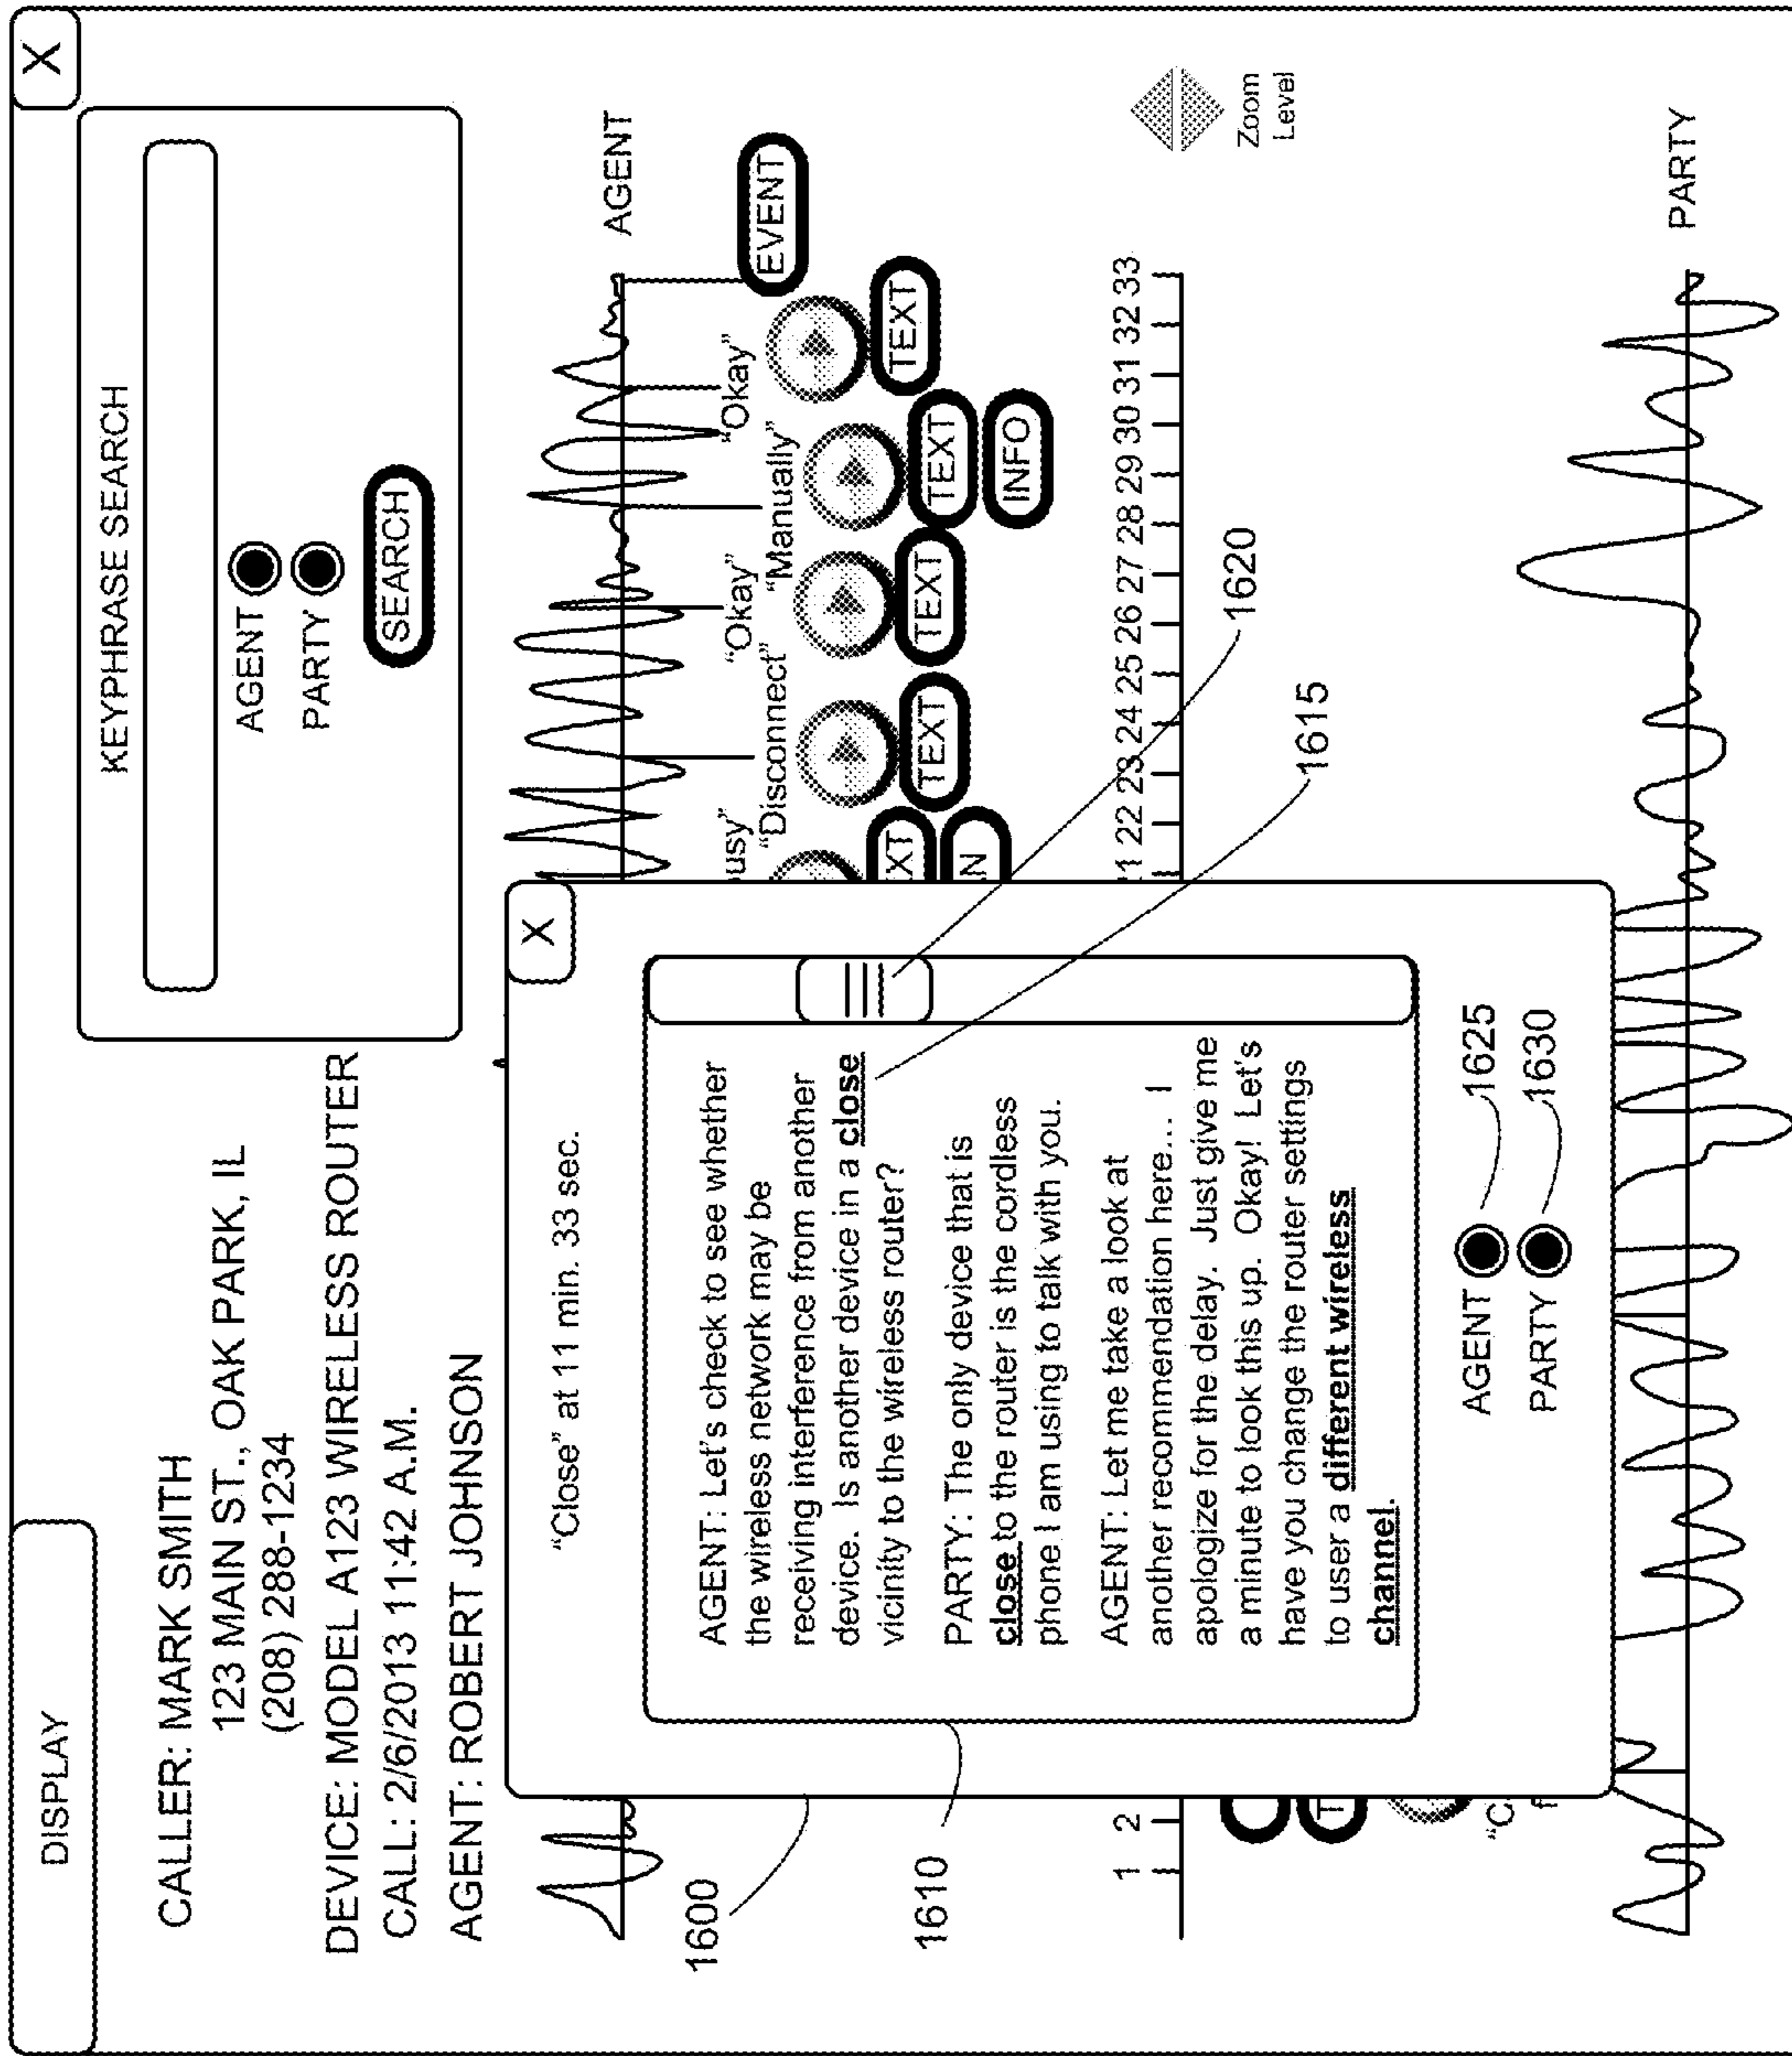 DISPLAY
X
CALLER: MARK SMITH
123 MAIN ST., OAK PARK, IL
(208) 288-1234
DEVICE: MODEL A123 WIRELESS ROUTER
CALL: 2/6/2013 11:42 A.M.
AGENT: ROBERT JOHNSON
KEYPHRASE SEARCH
AGENT
PARTY
SEARCH
AGENT
EVENT
"Okay"
"Manually"
"Okay"
"Disconnect"
usy"
TEXT
TEXT
TEXT
TEXT
XT
INFO
N
1 2
1 22 23 24 25 26 27 28 29 30 31 32 33
Zoom
Level
1600
X
"Close" at 11 min. 33 sec.
1610
AGENT: Let's check to see whether
the wireless network may be
receiving interference from another
device. Is another device in a close
vicinity to the wireless router?
PARTY: The only device that is
close to the router is the cordless
phone I am using to talk with you.
AGENT: Let me take a look at
another recommendation here... I
apologize for the delay. Just give me
a minute to look this up. Okay! Let's
have you change the router settings
to user a different wireless
channel.
1620
1615
AGENT
1625
PARTY
1630
T
"C
f
PARTY